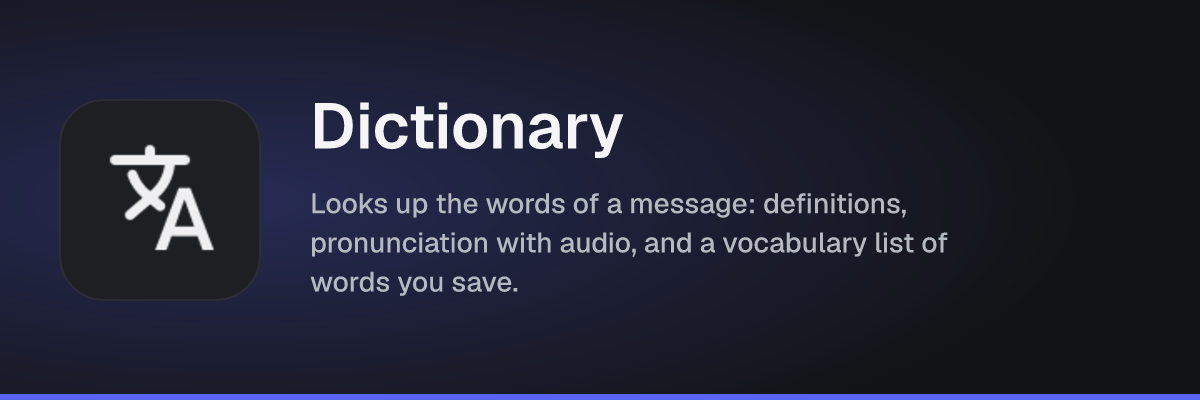 文A
Dictionary
Looks up the words of a message: definitions,
pronunciation with audio, and a vocabulary list of
words you save.